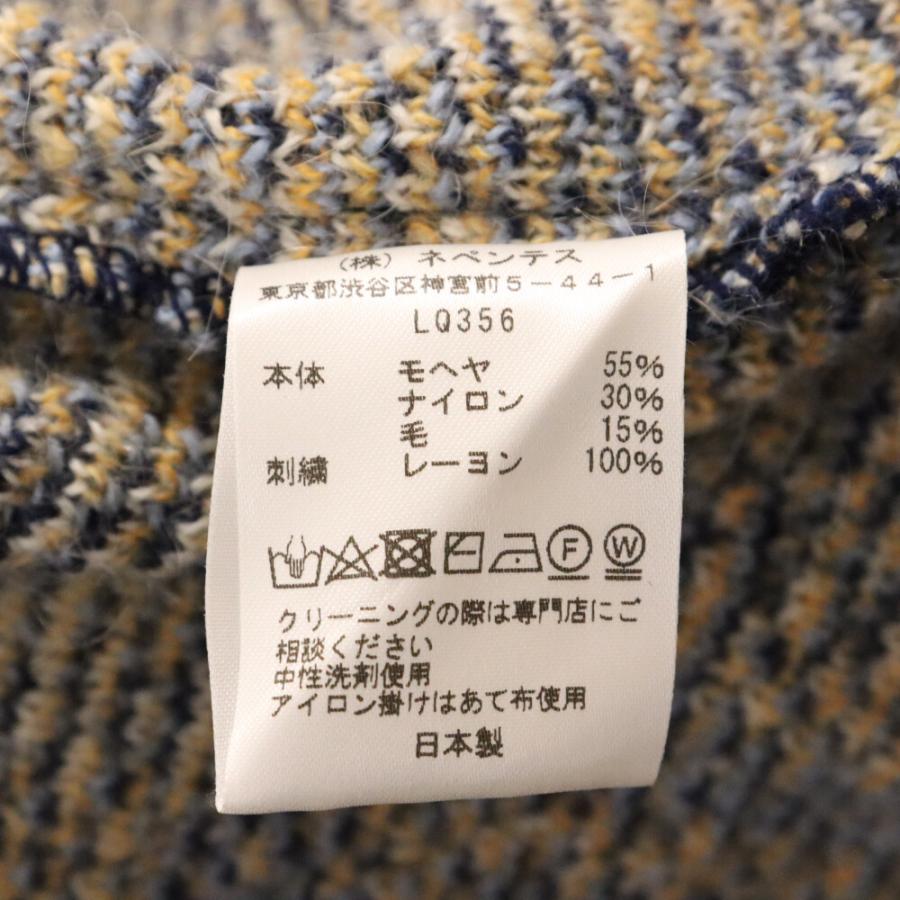 (株) ネペンテス
東京都渋谷区神宮前5-44-1
LQ356
本体 モヘヤ 55%
ナイロン 30%
毛 15%
刺繍 レーヨン 100%
F W
クリーニングの際は専門店にご
相談ください
中性洗剤使用
アイロン掛けはあて布使用
日本製